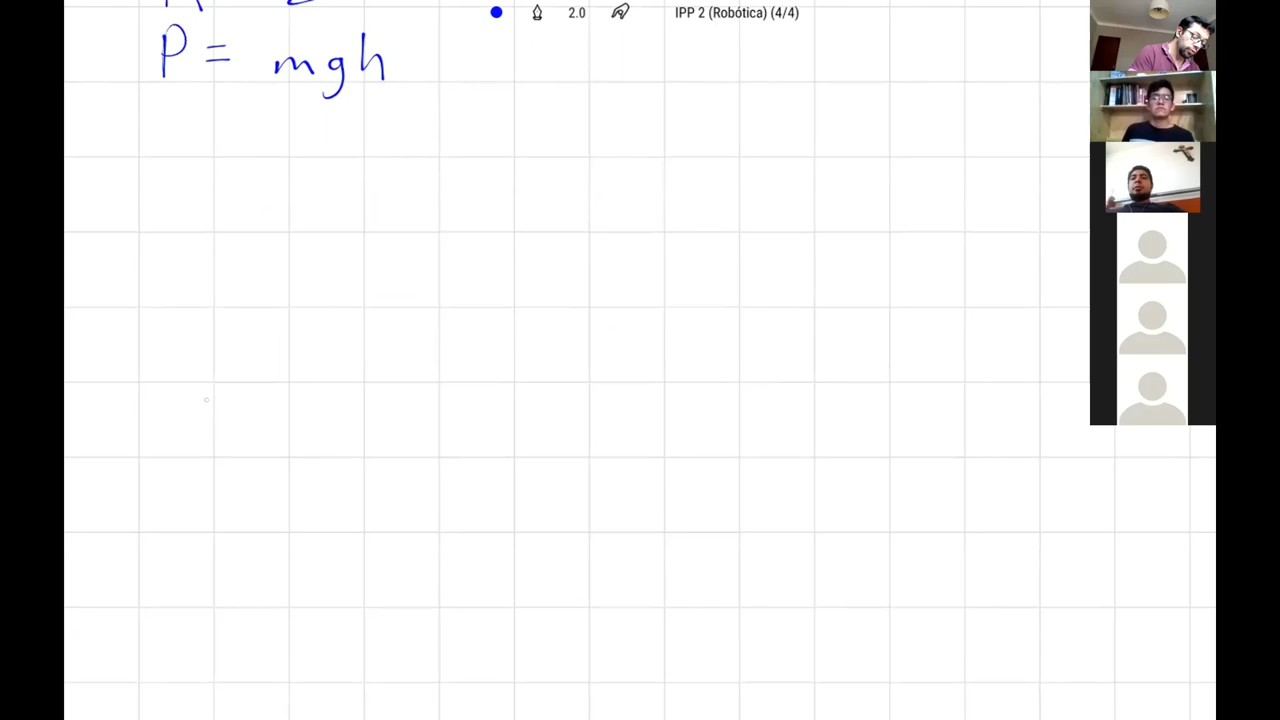 2.0 IPP 2 (Robótica) (4/4)
P = mgh